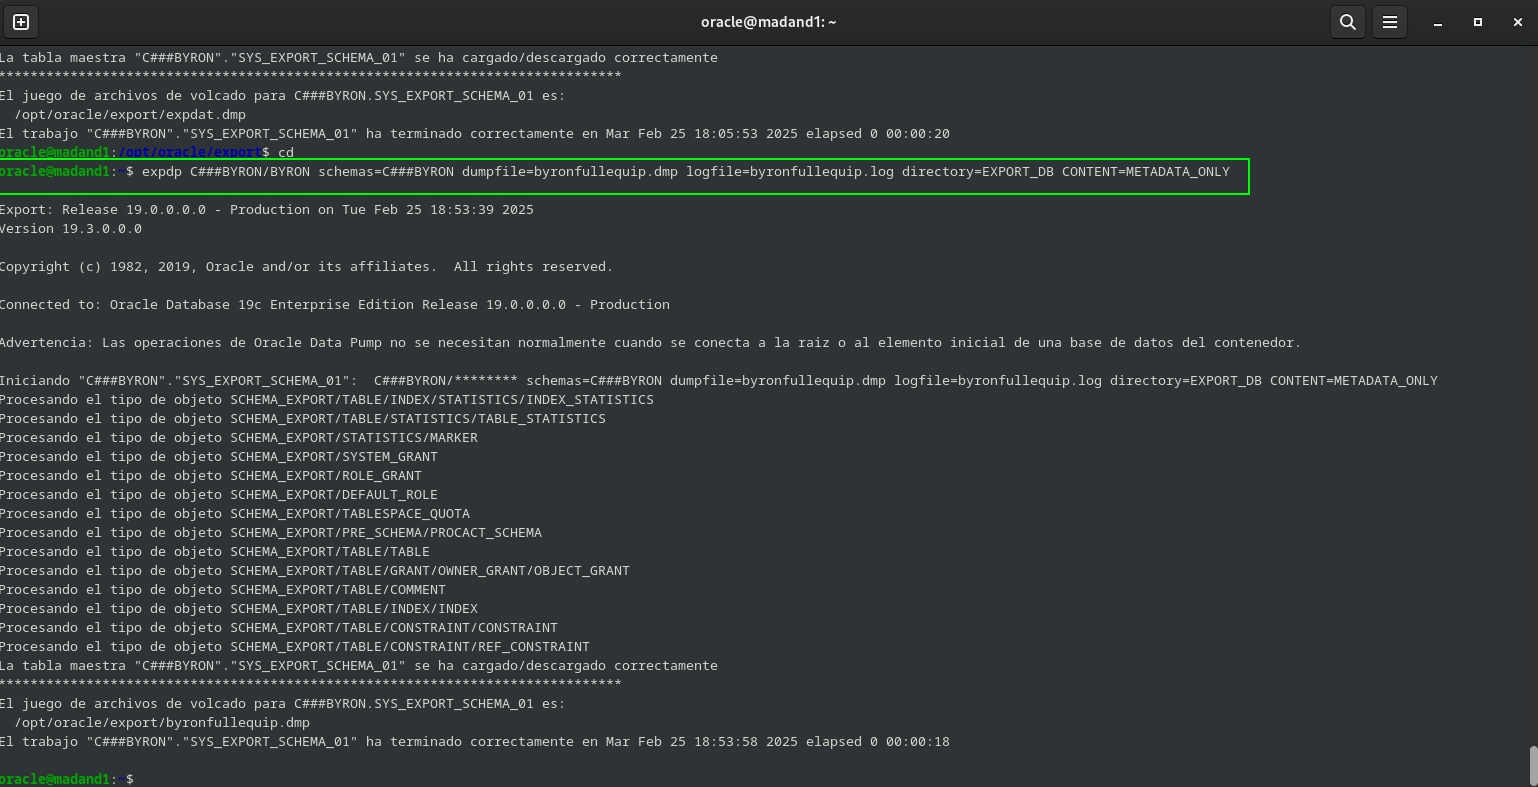 oracle@madand1: ~
La tabla maestra "C###BYRON"."SYS_EXPORT_SCHEMA_01" se ha cargado/descargado correctamente
******************************************************************************
El juego de archivos de volcado para C###BYRON.SYS_EXPORT_SCHEMA_01 es:
  /opt/oracle/export/expdat.dmp
El trabajo "C###BYRON"."SYS_EXPORT_SCHEMA_01" ha terminado correctamente en Mar Feb 25 18:05:53 2025 elapsed 0 00:00:20
oracle@madand1:/opt/oracle/export$ cd
oracle@madand1:~$ expdp C###BYRON/BYRON schemas=C###BYRON dumpfile=byronfullequip.dmp logfile=byronfullequip.log directory=EXPORT_DB CONTENT=METADATA_ONLY
Export: Release 19.0.0.0.0 - Production on Tue Feb 25 18:53:39 2025
Version 19.3.0.0.0
Copyright (c) 1982, 2019, Oracle and/or its affiliates.  All rights reserved.
Connected to: Oracle Database 19c Enterprise Edition Release 19.0.0.0.0 - Production
Advertencia: Las operaciones de Oracle Data Pump no se necesitan normalmente cuando se conecta a la raiz o al elemento inicial de una base de datos del contenedor.
Iniciando "C###BYRON"."SYS_EXPORT_SCHEMA_01":  C###BYRON/******** schemas=C###BYRON dumpfile=byronfullequip.dmp logfile=byronfullequip.log directory=EXPORT_DB CONTENT=METADATA_ONLY
Procesando el tipo de objeto SCHEMA_EXPORT/TABLE/INDEX/STATISTICS/INDEX_STATISTICS
Procesando el tipo de objeto SCHEMA_EXPORT/TABLE/STATISTICS/TABLE_STATISTICS
Procesando el tipo de objeto SCHEMA_EXPORT/STATISTICS/MARKER
Procesando el tipo de objeto SCHEMA_EXPORT/SYSTEM_GRANT
Procesando el tipo de objeto SCHEMA_EXPORT/ROLE_GRANT
Procesando el tipo de objeto SCHEMA_EXPORT/DEFAULT_ROLE
Procesando el tipo de objeto SCHEMA_EXPORT/TABLESPACE_QUOTA
Procesando el tipo de objeto SCHEMA_EXPORT/PRE_SCHEMA/PROCACT_SCHEMA
Procesando el tipo de objeto SCHEMA_EXPORT/TABLE/TABLE
Procesando el tipo de objeto SCHEMA_EXPORT/TABLE/GRANT/OWNER_GRANT/OBJECT_GRANT
Procesando el tipo de objeto SCHEMA_EXPORT/TABLE/COMMENT
Procesando el tipo de objeto SCHEMA_EXPORT/TABLE/INDEX/INDEX
Procesando el tipo de objeto SCHEMA_EXPORT/TABLE/CONSTRAINT/CONSTRAINT
Procesando el tipo de objeto SCHEMA_EXPORT/TABLE/CONSTRAINT/REF_CONSTRAINT
La tabla maestra "C###BYRON"."SYS_EXPORT_SCHEMA_01" se ha cargado/descargado correctamente
******************************************************************************
El juego de archivos de volcado para C###BYRON.SYS_EXPORT_SCHEMA_01 es:
  /opt/oracle/export/byronfullequip.dmp
El trabajo "C###BYRON"."SYS_EXPORT_SCHEMA_01" ha terminado correctamente en Mar Feb 25 18:53:58 2025 elapsed 0 00:00:18
oracle@madand1:~$